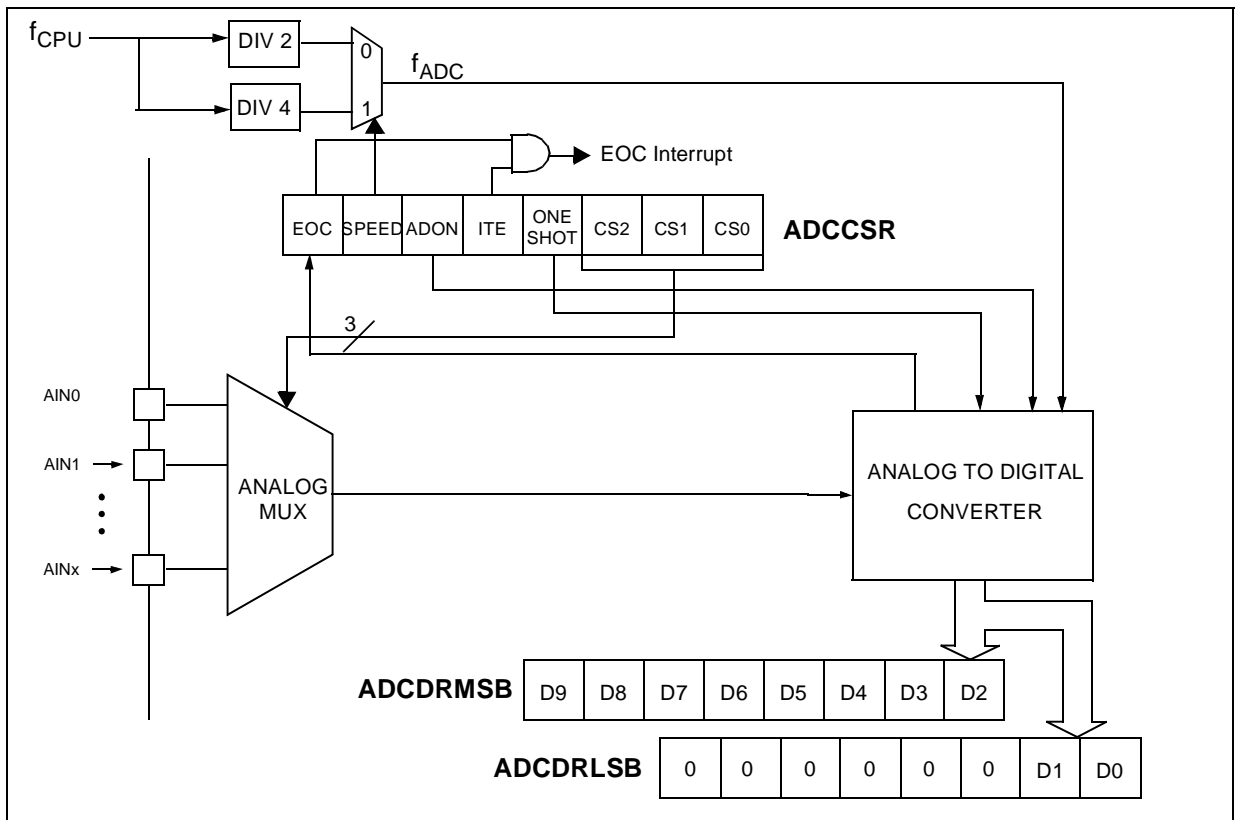 fCPU
DIV 2
0
fADC
DIV 4
1
EOC Interrupt
EOC SPEED ADON ITE ONE SHOT CS2 CS1 CS0 ADCCSR
3
AIN0
AIN1
ANALOG MUX
ANALOG TO DIGITAL
CONVERTER
AINx
ADCDRMSB D9 D8 D7 D6 D5 D4 D3 D2
ADCDRLSB 0 0 0 0 0 0 D1 D0